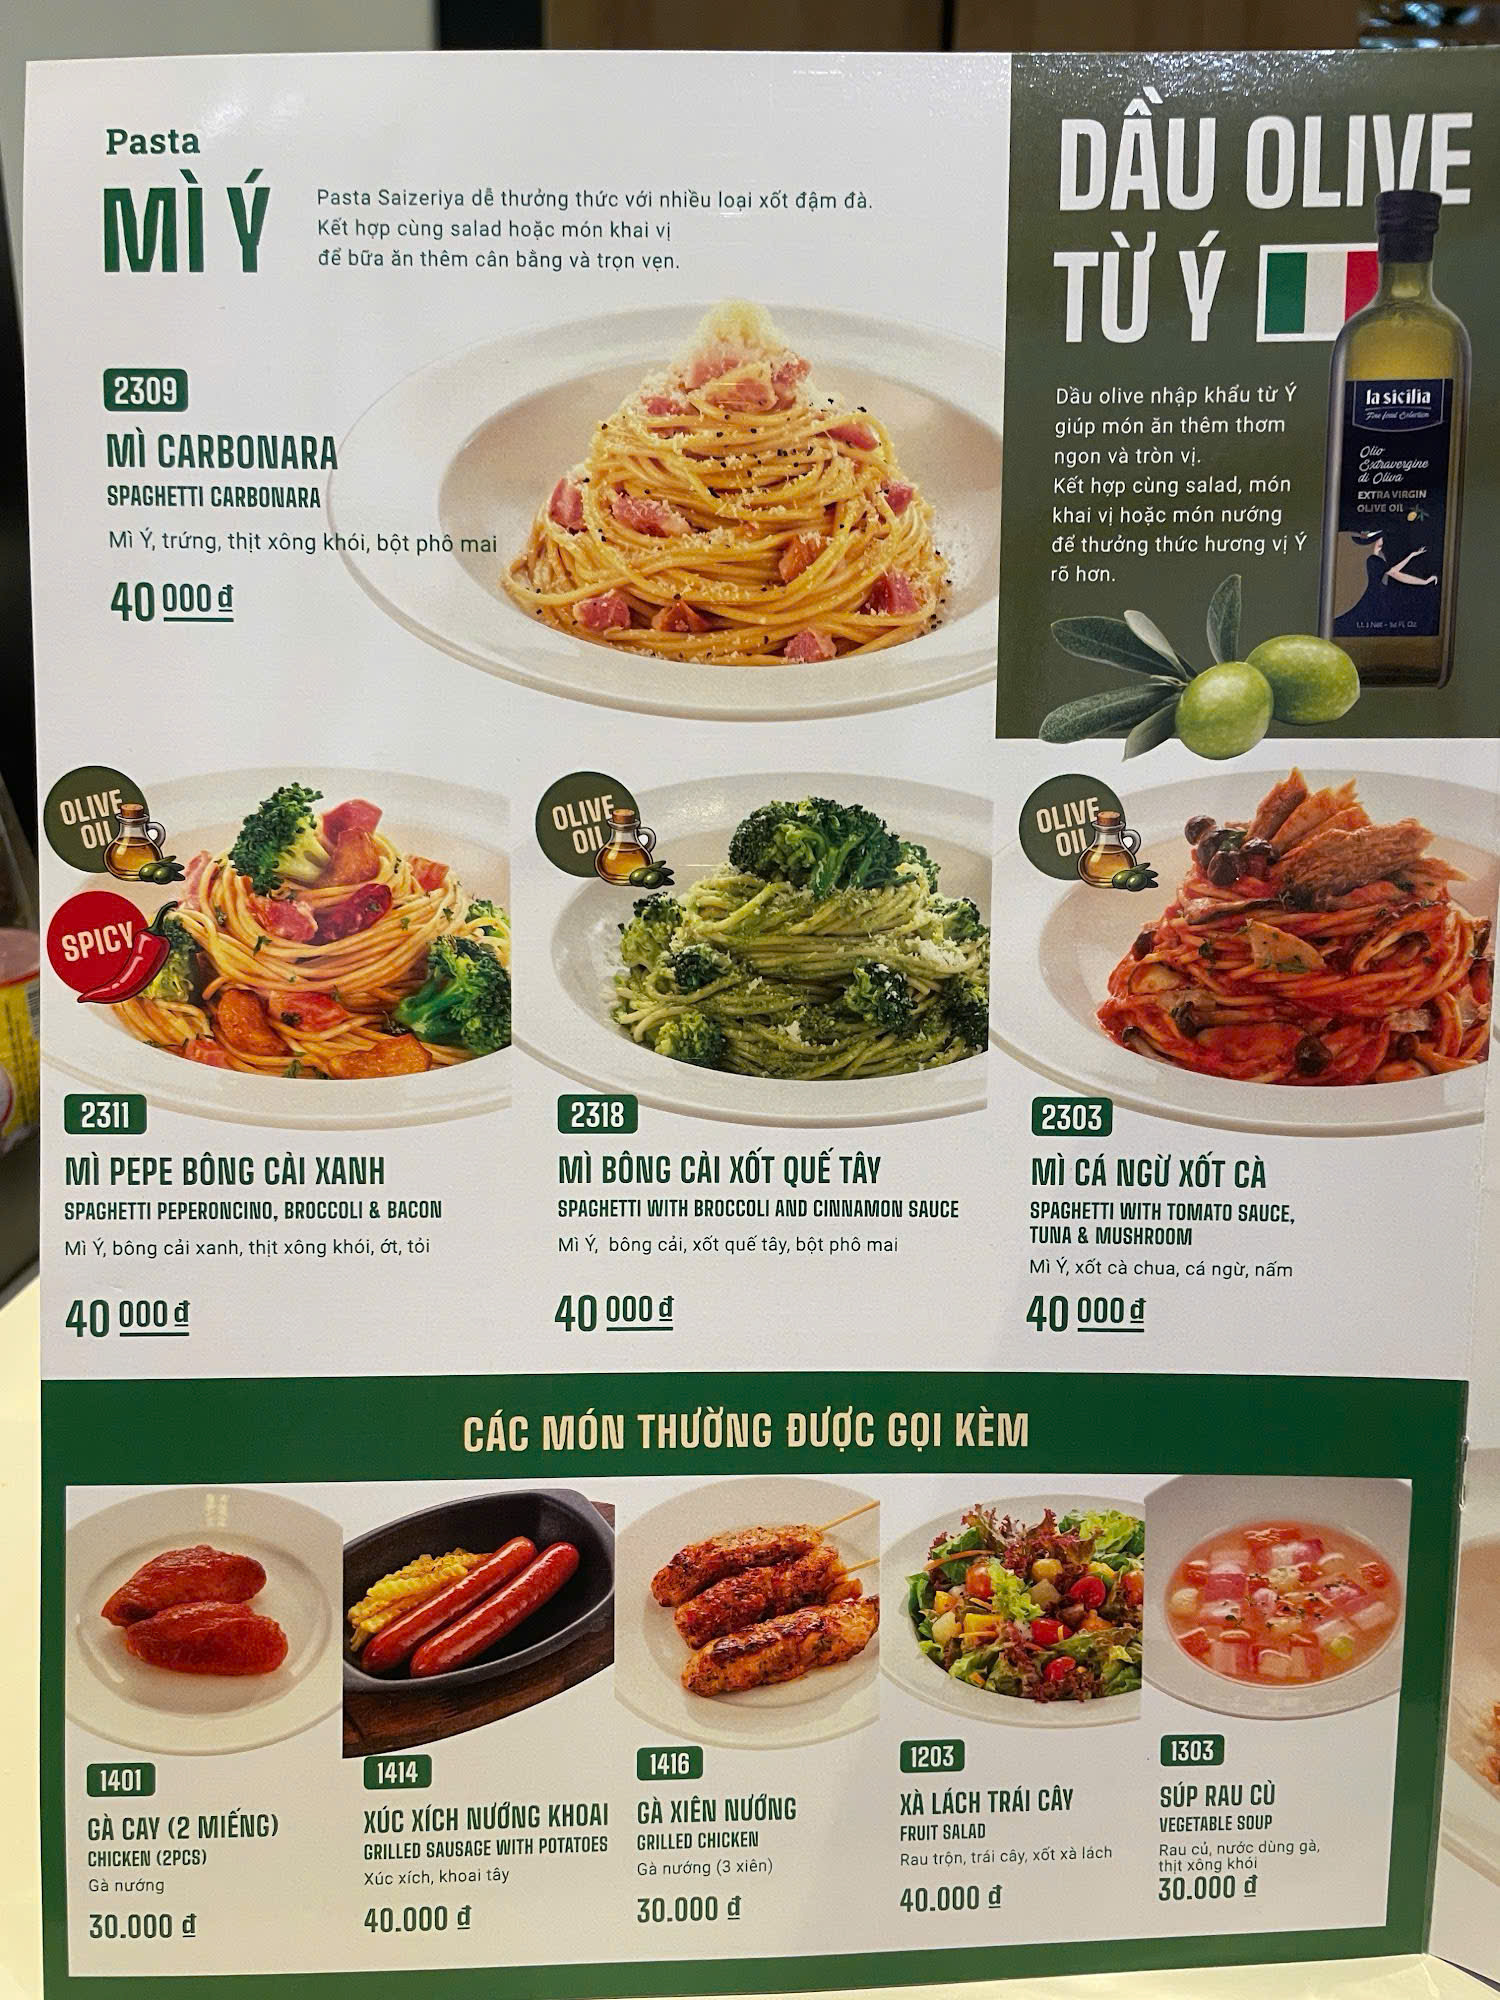 Pasta
MÌ Ý
Pasta Saizeriya dễ thưởng thức với nhiều loại xốt đậm đà.
Kết hợp cùng salad hoặc món khai vị
để bữa ăn thêm cân bằng và trọn vẹn.
2309
MÌ CARBONARA
SPAGHETTI CARBONARA
Mì Ý, trứng, thịt xông khói, bột phô mai
40 000 đ
DẦU OLIVE
TỪ Ý
Dầu olive nhập khẩu từ Ý
giúp món ăn thêm thơm
ngon và tròn vị.
Kết hợp cùng salad, món
khai vị hoặc món nướng
để thưởng thức hương vị Ý
rõ hơn.
la sicilia
Fine food Selection
Olio
Extravergine
di Oliva
EXTRA VIRGIN
OLIVE OIL
OLIVE
OIL
SPICY
2311
MÌ PEPE BÔNG CẢI XANH
SPAGHETTI PEPERONCINO, BROCCOLI & BACON
Mì Ý, bông cải xanh, thịt xông khói, ớt, tỏi
40 000 đ
OLIVE
OIL
2318
MÌ BÔNG CẢI XỐT QUẾ TÂY
SPAGHETTI WITH BROCCOLI AND CINNAMON SAUCE
Mì Ý, bông cải, xốt quế tây, bột phô mai
40 000 đ
OLIVE
OIL
2303
MÌ CÁ NGỪ XỐT CÀ
SPAGHETTI WITH TOMATO SAUCE,
TUNA & MUSHROOM
Mì Ý, xốt cà chua, cá ngừ, nấm
40 000 đ
CÁC MÓN THƯỜNG ĐƯỢC GỌI KÈM
1401
GÀ CAY (2 MIẾNG)
CHICKEN (2PCS)
Gà nướng
30.000 đ
1414
XÚC XÍCH NƯỚNG KHOAI
GRILLED SAUSAGE WITH POTATOES
Xúc xích, khoai tây
40.000 đ
1416
GÀ XIÊN NƯỚNG
GRILLED CHICKEN
Gà nướng (3 xiên)
30.000 đ
1203
XÀ LÁCH TRÁI CÂY
FRUIT SALAD
Rau trộn, trái cây, xốt xà lách
40.000 đ
1303
SÚP RAU CỦ
VEGETABLE SOUP
Rau củ, nước dùng gà,
thịt xông khói
30.000 đ